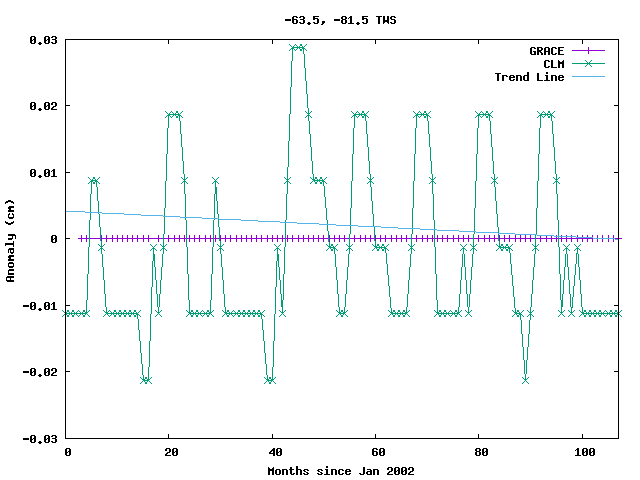 -63.5, -81.5 TWS
GRACE
CLM
Trend Line
0.03
0.02
0.01
0
-0.01
-0.02
-0.03
Anomaly (cm)
0 20 40 60 80 100
Months since Jan 2002